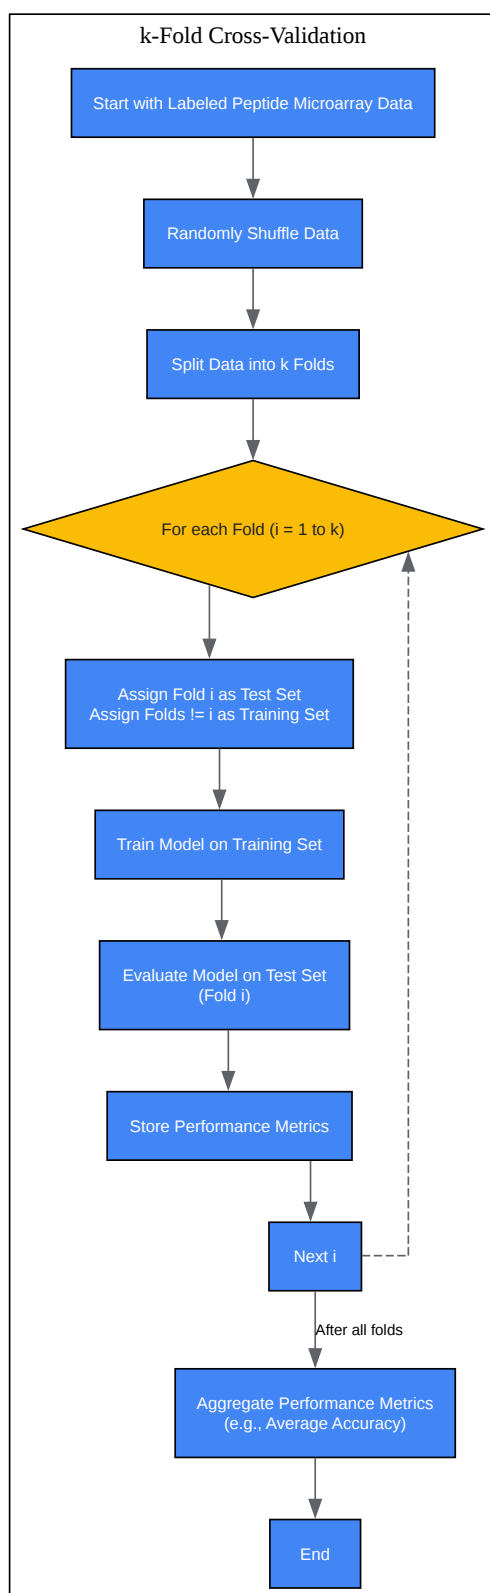 k-Fold Cross-Validation
Start with Labeled Peptide Microarray Data
Randomly Shuffle Data
Split Data into k Folds
For each Fold (i = 1 to k)
Assign Fold i as Test Set
Assign Folds != i as Training Set
Train Model on Training Set
Evaluate Model on Test Set
(Fold i)
Store Performance Metrics
Next i
After all folds
Aggregate Performance Metrics
(e.g., Average Accuracy)
End